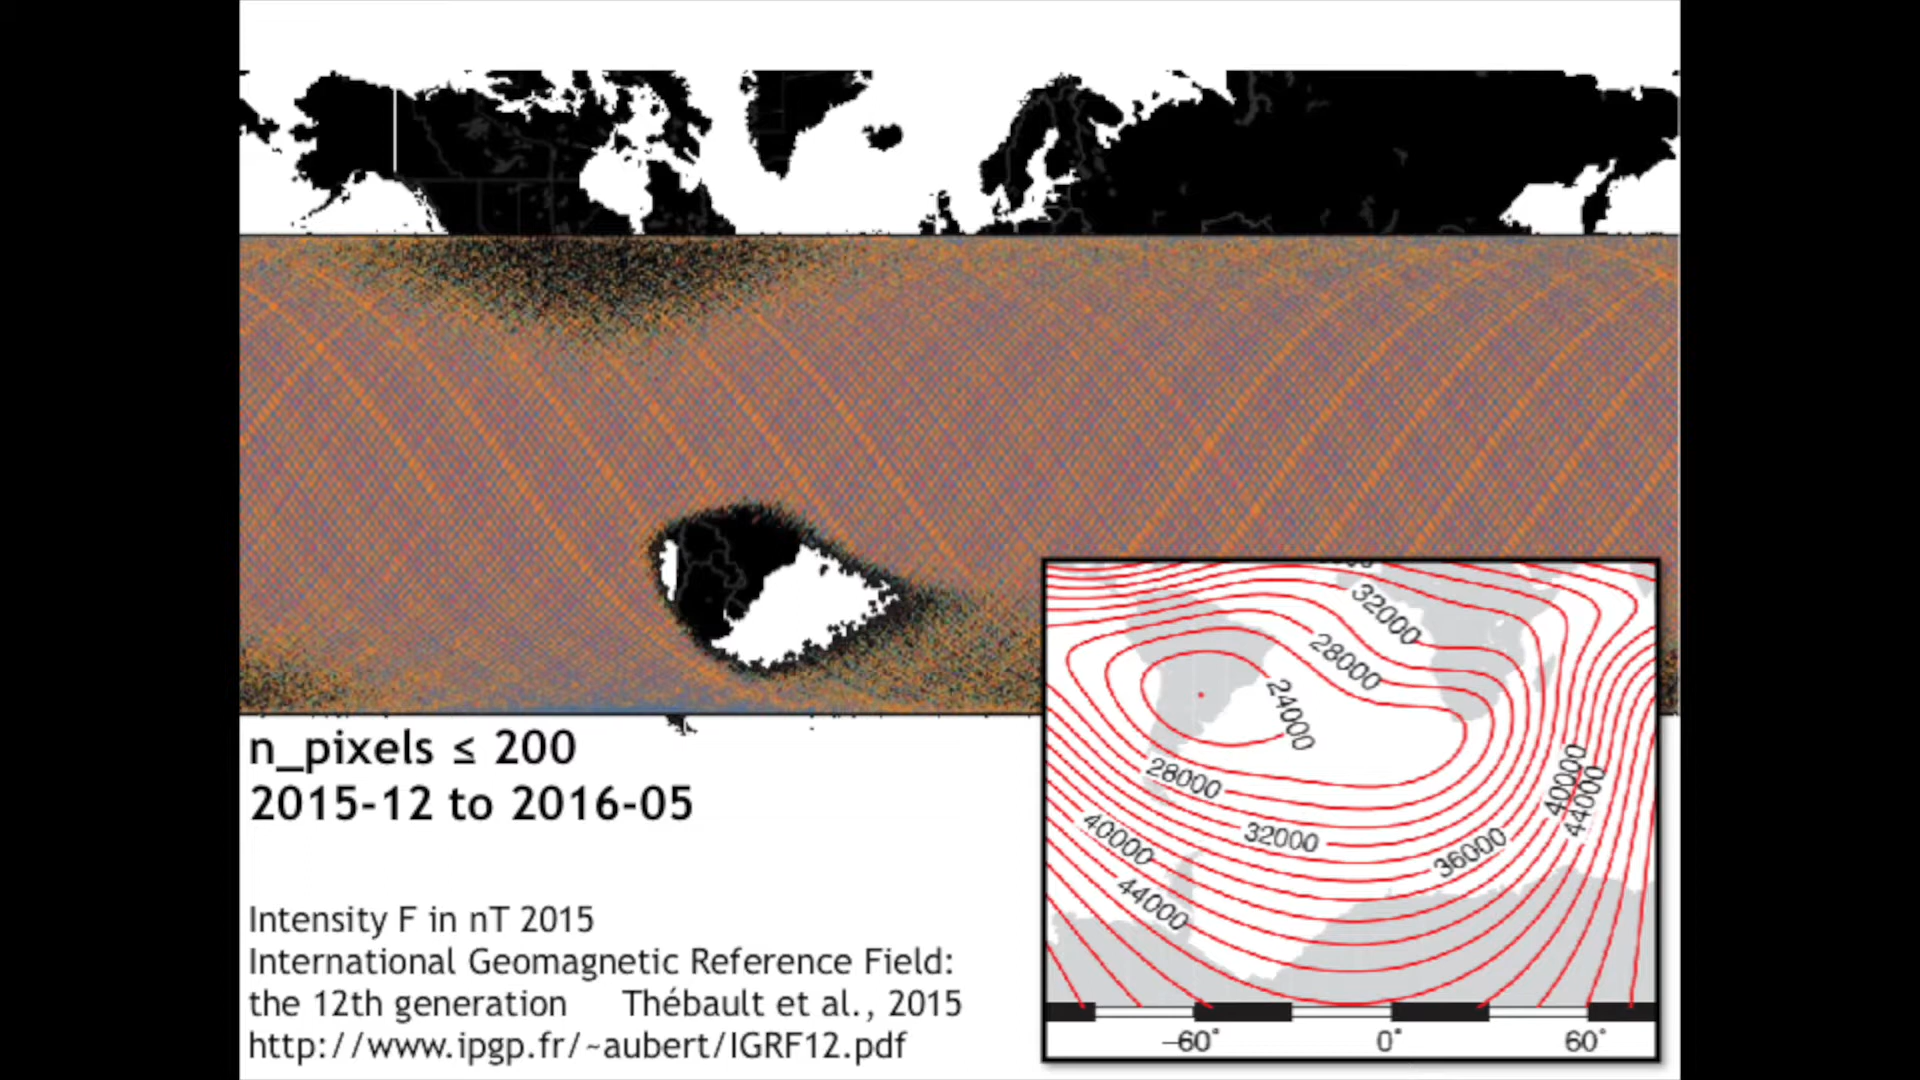 n_pixels ≤ 200
2015-12 to 2016-05
Intensity F in nT 2015
International Geomagnetic Reference Field:
the 12th generation Thébault et al., 2015
http://www.ipgp.fr/~aubert/IGRF12.pdf
32000
28000
24000
28000
32000
36000
40000
44000
40000
44000
−60° 0° 60°